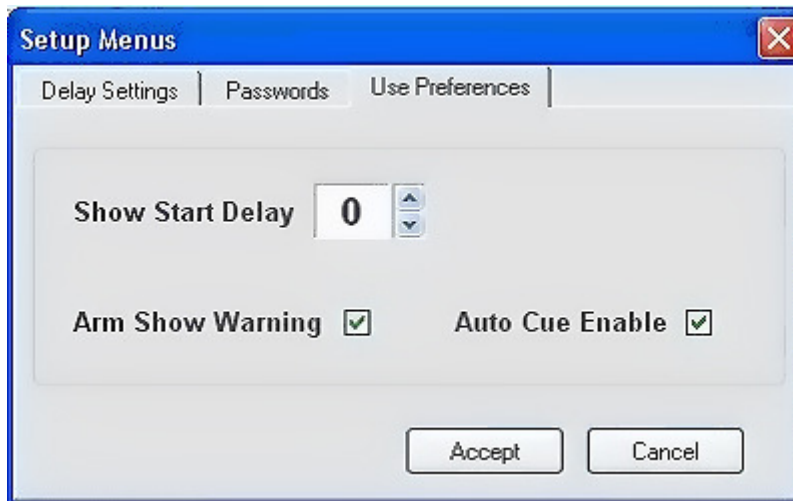 Setup Menus
Delay Settings Passwords Use Preferences
Show Start Delay 0
Arm Show Warning Auto Cue Enable
Accept Cancel